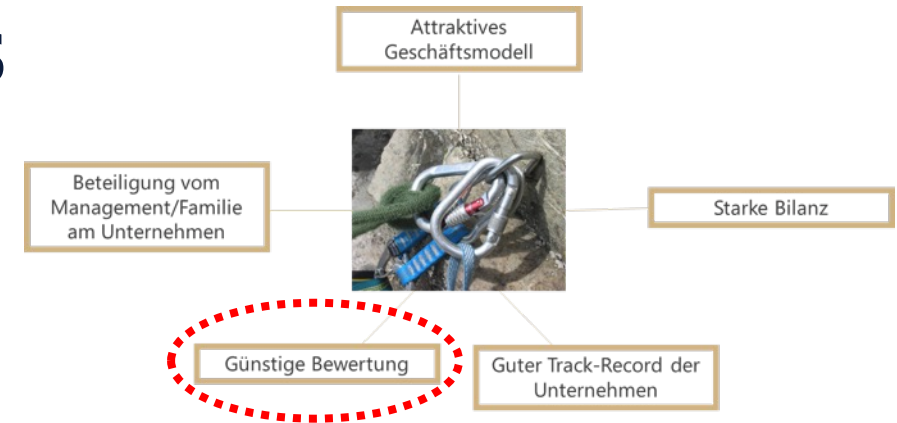 Attraktives
Geschäftsmodell
Beteiligung vom
Management/Familie
am Unternehmen
Starke Bilanz
Günstige Bewertung
Guter Track-Record der
Unternehmen